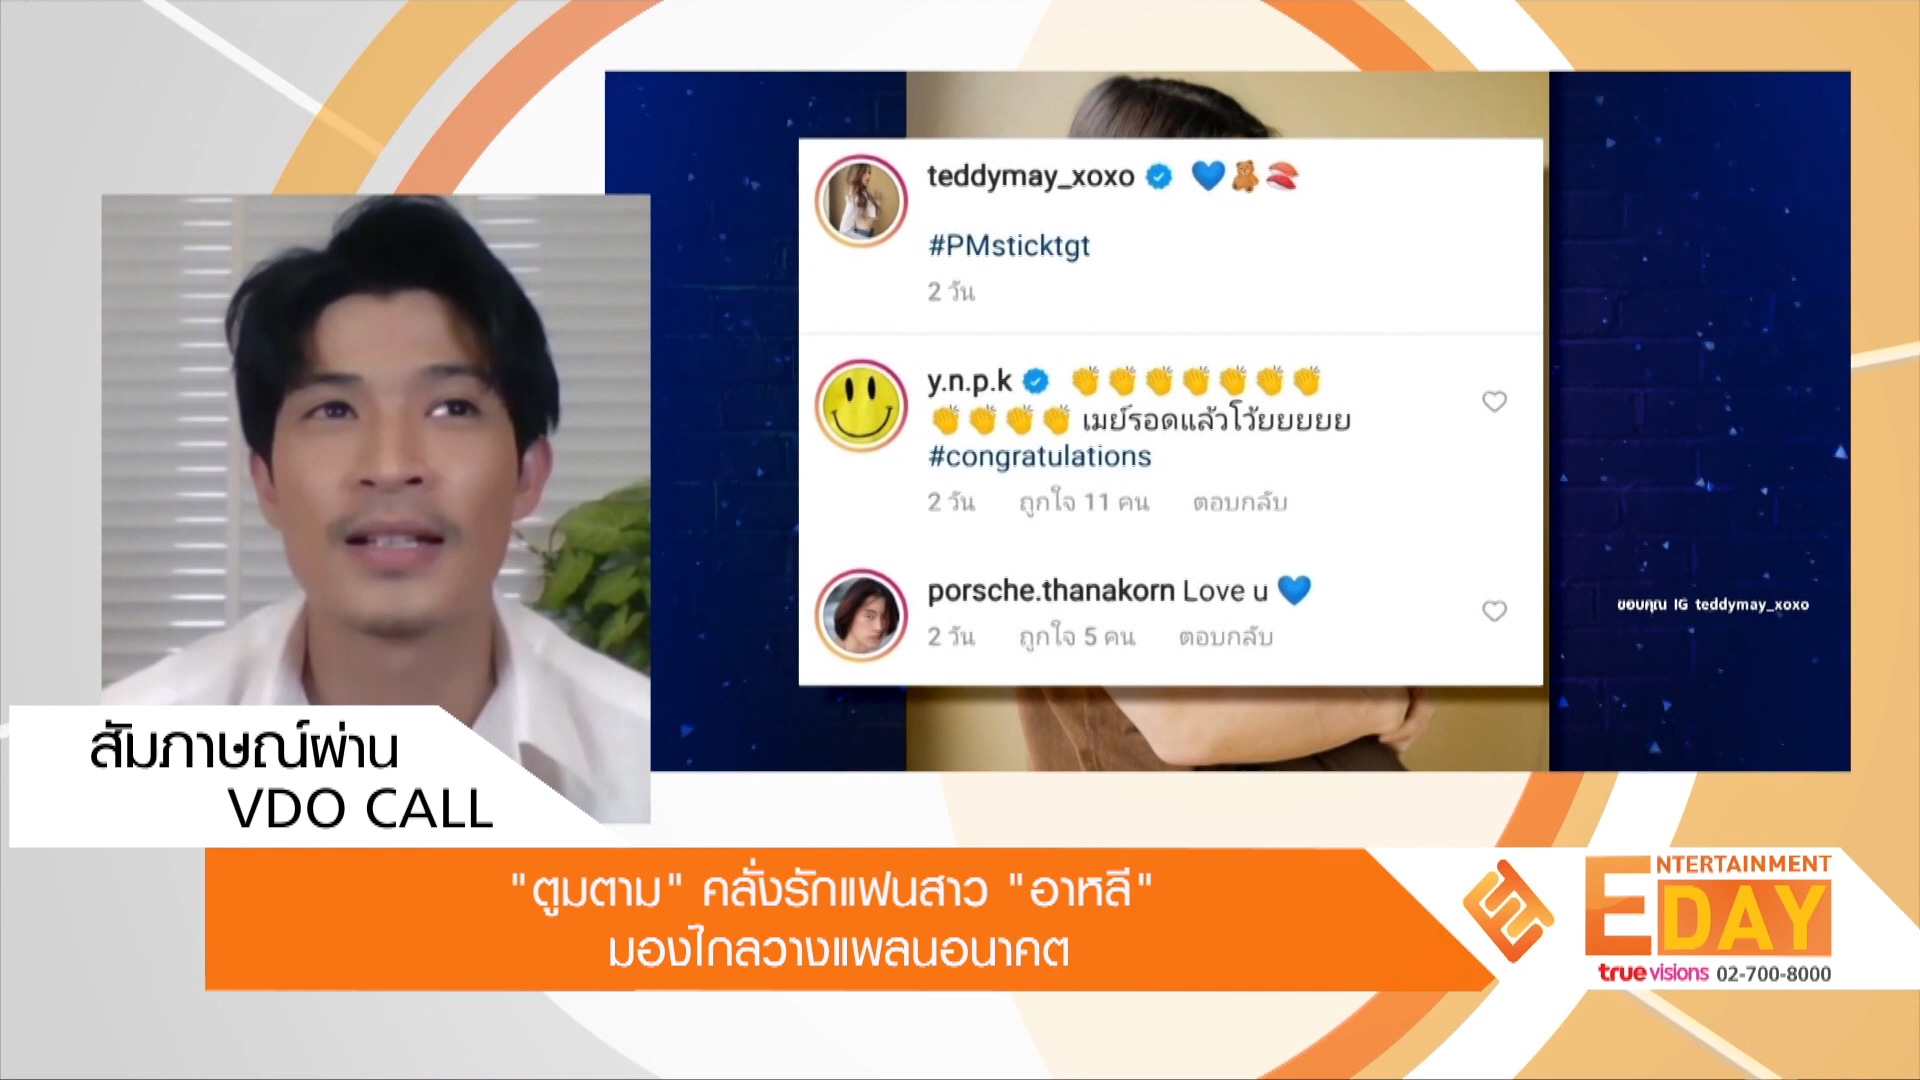 teddymay_xoxo 💙🧸🍣
#PMsticktgt
2 วัน
y.n.p.k 👏👏👏👏👏👏👏
👏👏👏👏 เมย์รอดแล้วโว้ยยยยย
#congratulations
2 วัน ถูกใจ 11 คน ตอบกลับ
porsche.thanakorn Love u 💙
2 วัน ถูกใจ 5 คน ตอบกลับ
ขอบคุณ IG teddymay_xoxo
สัมภาษณ์ผ่าน
VDO CALL
"ตูมตาม" คลั่งรักแฟนสาว "อาหลี"
มองไกลวางแพลนอนาคต
ENTERTAINMENT
DAY
truevisions 02-700-8000